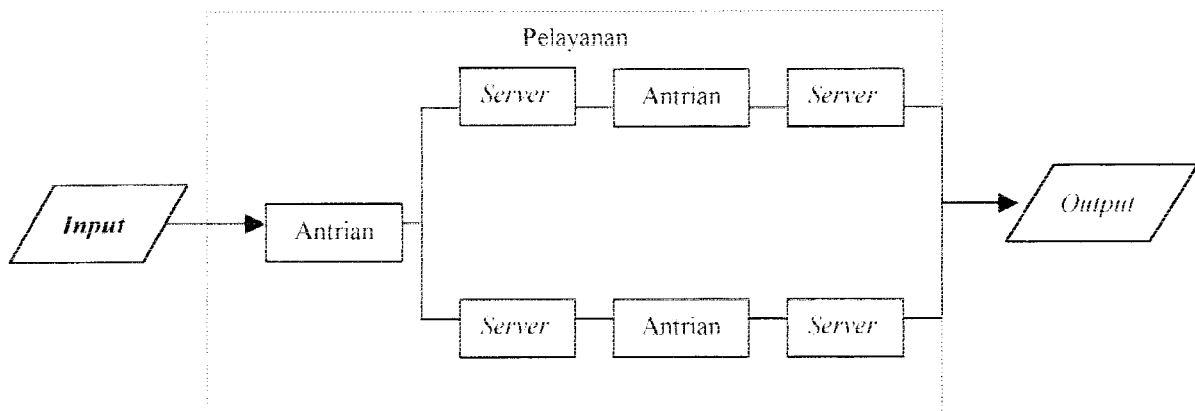 Pelayanan
Server
Antrian
Server
Input
Antrian
Output
Server
Antrian
Server